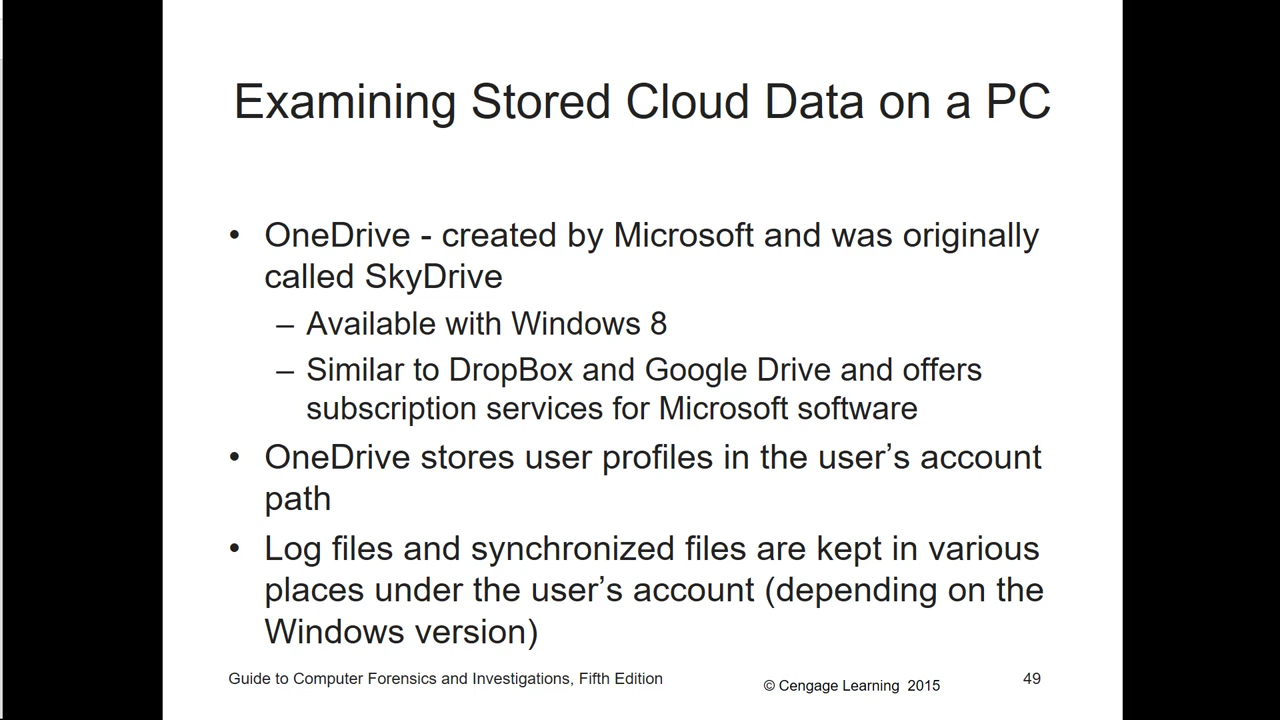 Examining Stored Cloud Data on a PC
• OneDrive - created by Microsoft and was originally
called SkyDrive
– Available with Windows 8
– Similar to DropBox and Google Drive and offers
subscription services for Microsoft software
• OneDrive stores user profiles in the user’s account
path
• Log files and synchronized files are kept in various
places under the user’s account (depending on the
Windows version)
Guide to Computer Forensics and Investigations, Fifth Edition
© Cengage Learning 2015
49